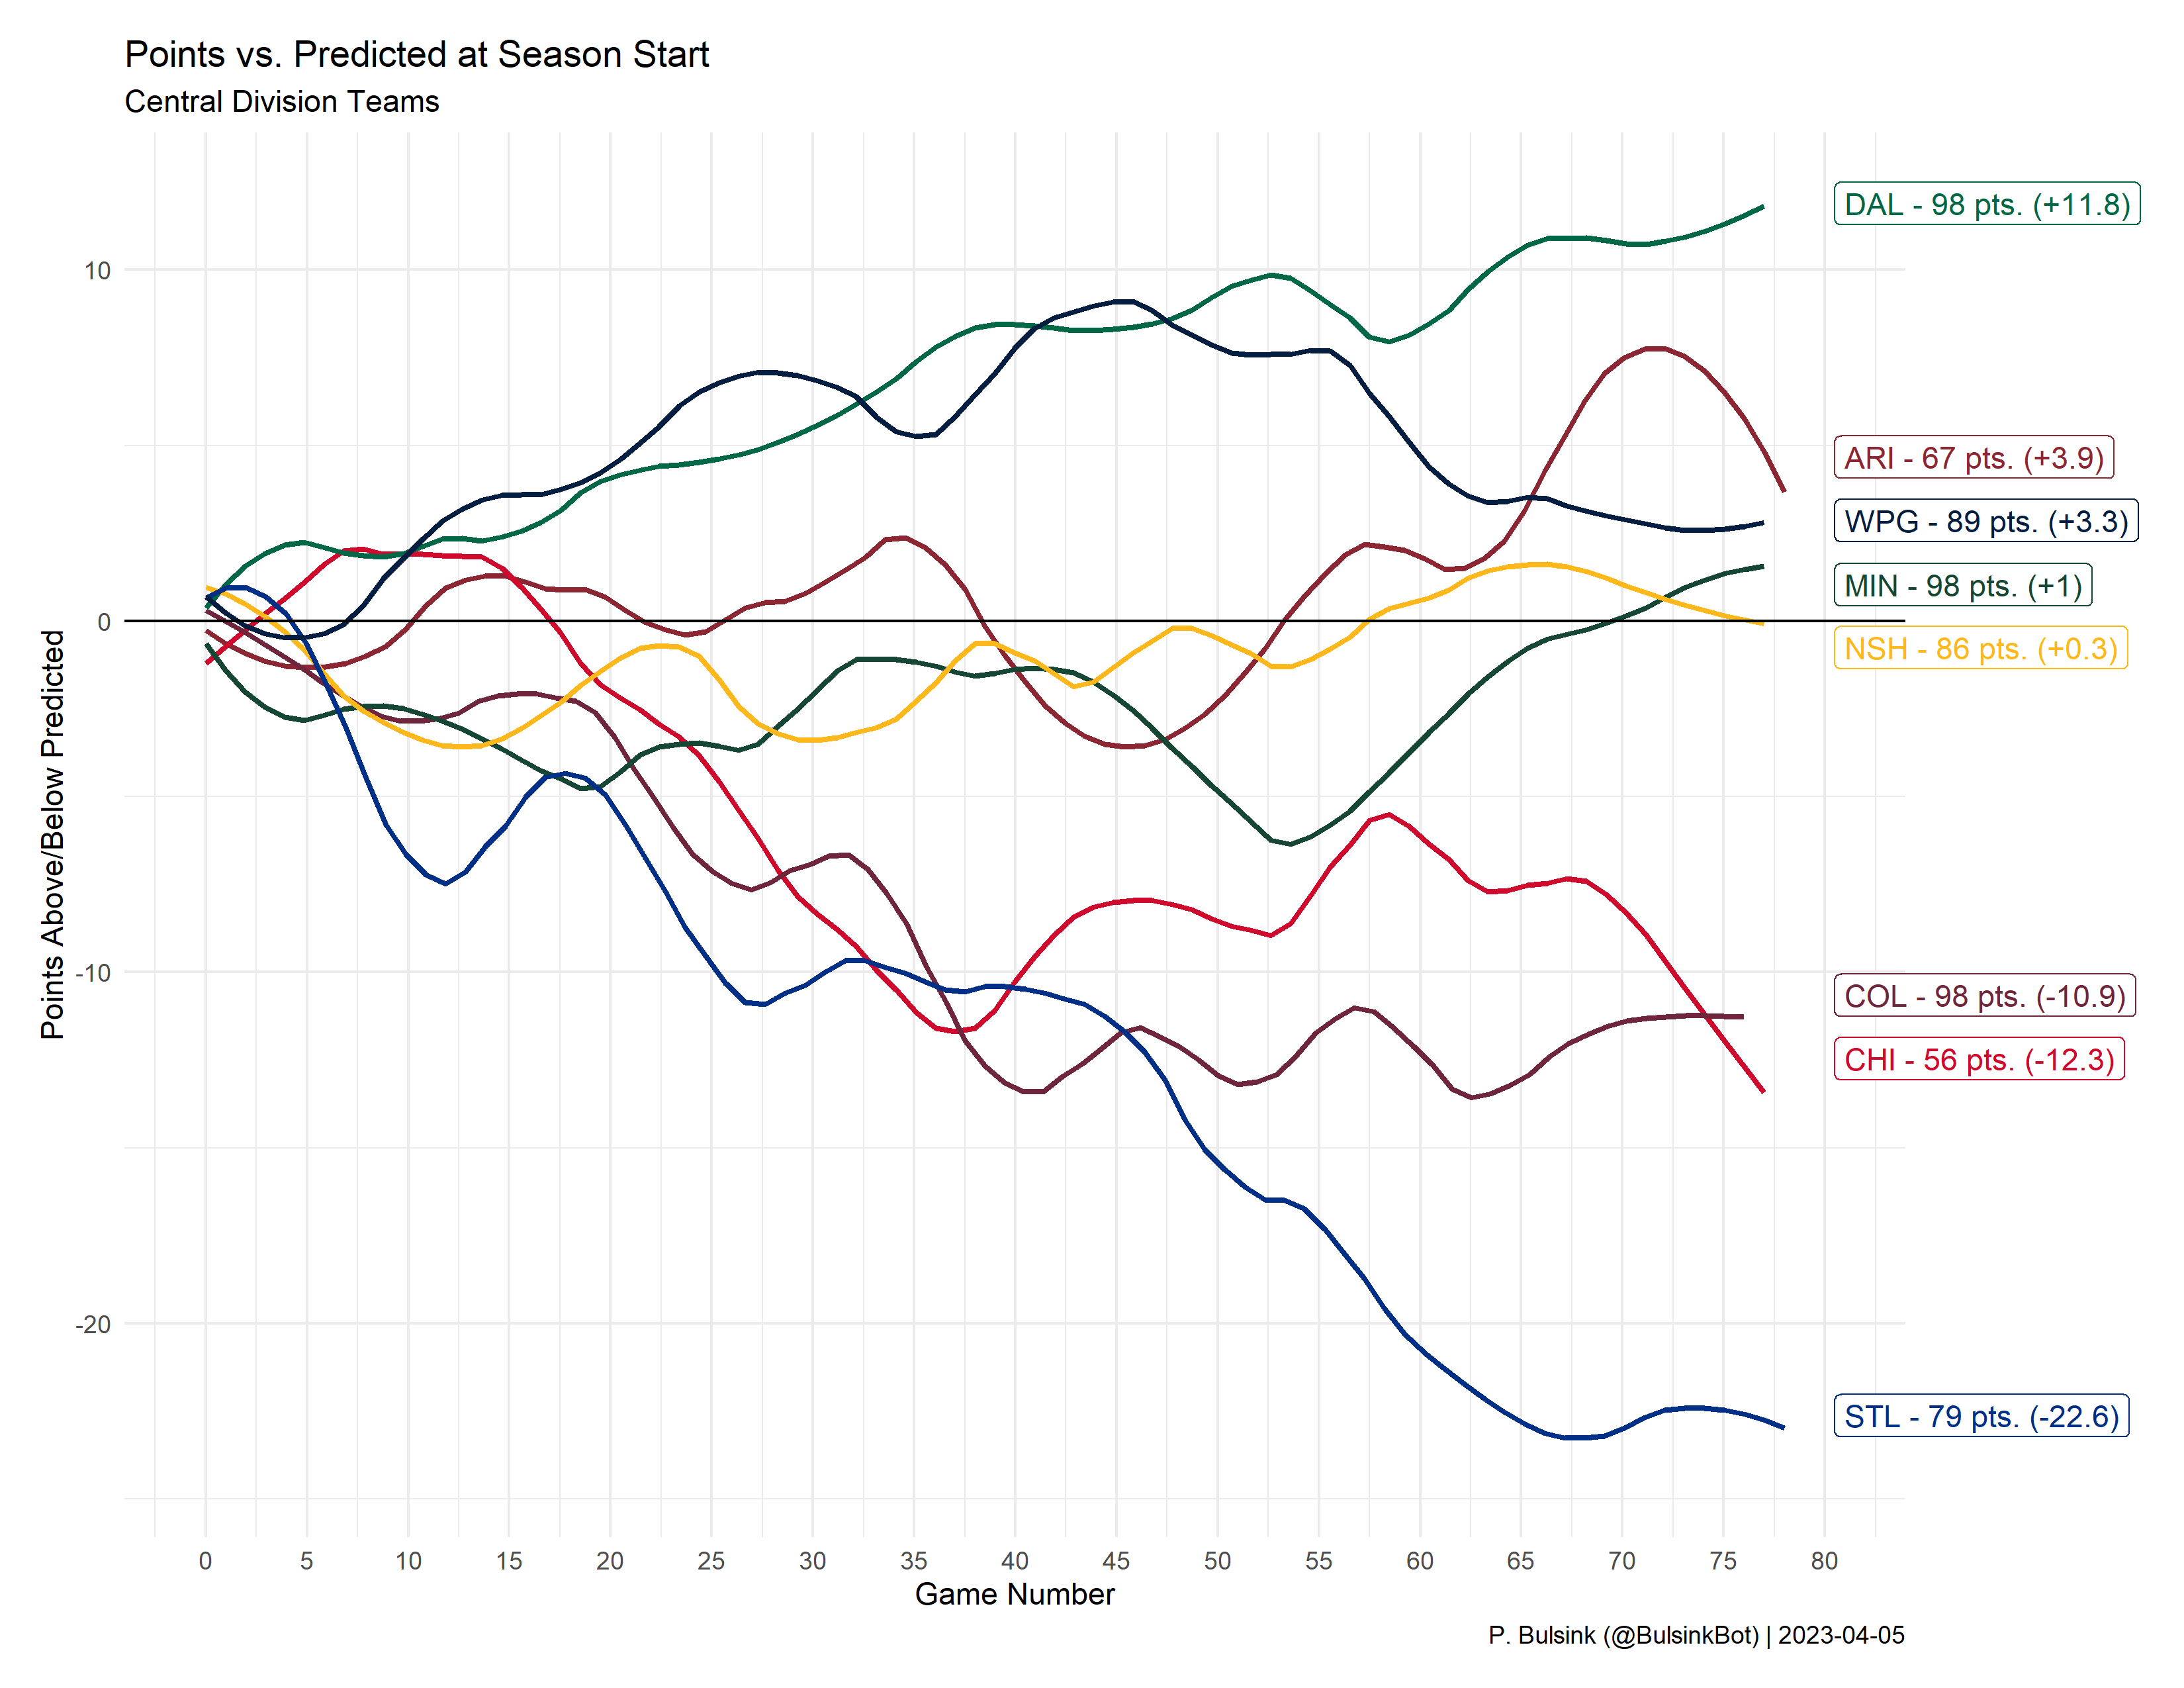 Points vs. Predicted at Season Start
Central Division Teams
Points Above/Below Predicted
10
0
-10
-20
DAL - 98 pts. (+11.8)
ARI - 67 pts. (+3.9)
WPG - 89 pts. (+3.3)
MIN - 98 pts. (+1)
NSH - 86 pts. (+0.3)
COL - 98 pts. (-10.9)
CHI - 56 pts. (-12.3)
STL - 79 pts. (-22.6)
0 5 10 15 20 25 30 35 40 45 50 55 60 65 70 75 80
Game Number
P. Bulsink (@BulsinkBot) | 2023-04-05